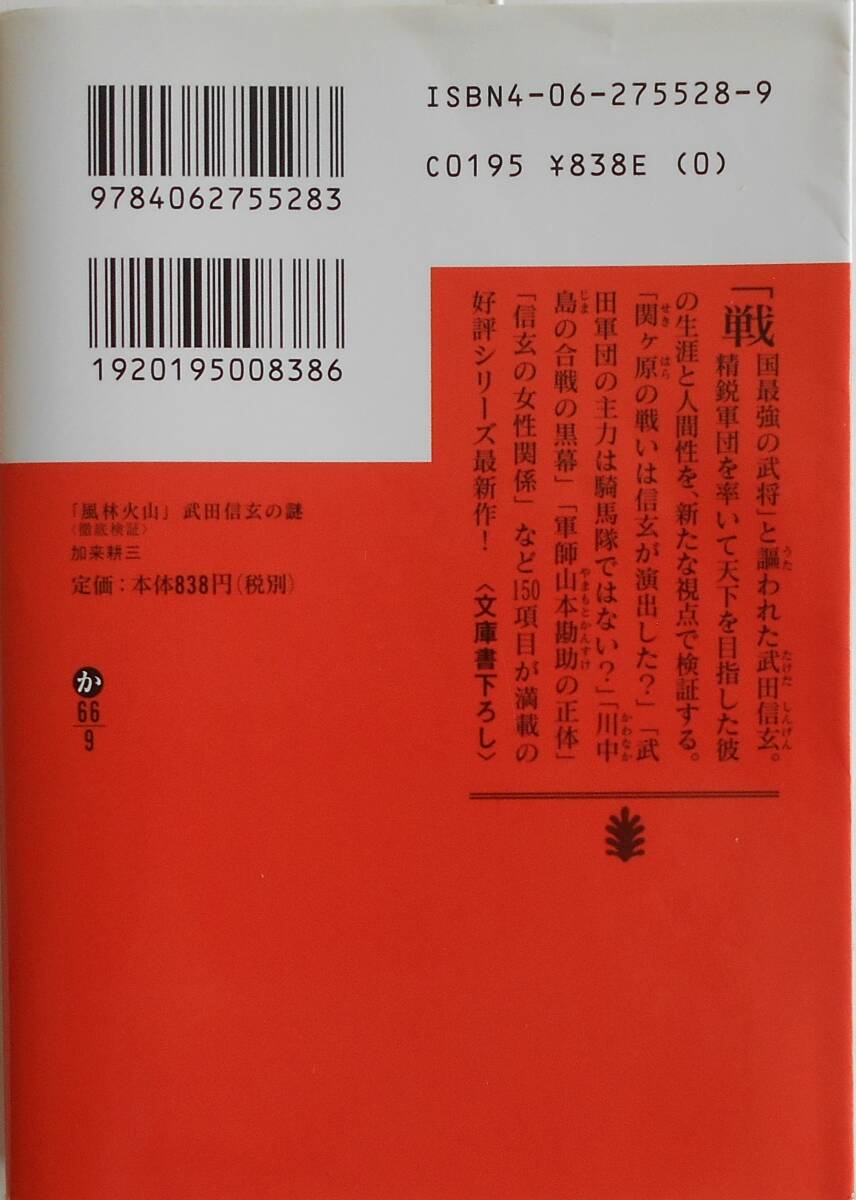 ISBN4-06-275528-9
C0195 ¥838E (0)
9784062755283
1920195008386
「戦国最強の武将」と謳われた武田信玄。
精鋭軍団を率いて天下を目指した彼
の生涯と人間性を、新たな視点で検証する。
「関ヶ原の戦いは信玄が演出した?」「武
田軍団の主力は騎馬隊ではない?」「川中
島の合戦の黒幕」「軍師山本勘助の正体」
「信玄の女性関係」など150項目が満載の
好評シリーズ最新作! 〈文庫書下ろし〉
「風林火山」武田信玄の謎
〈徹底検証〉
加来耕三
定価:本体838円(税別)
か
66
9